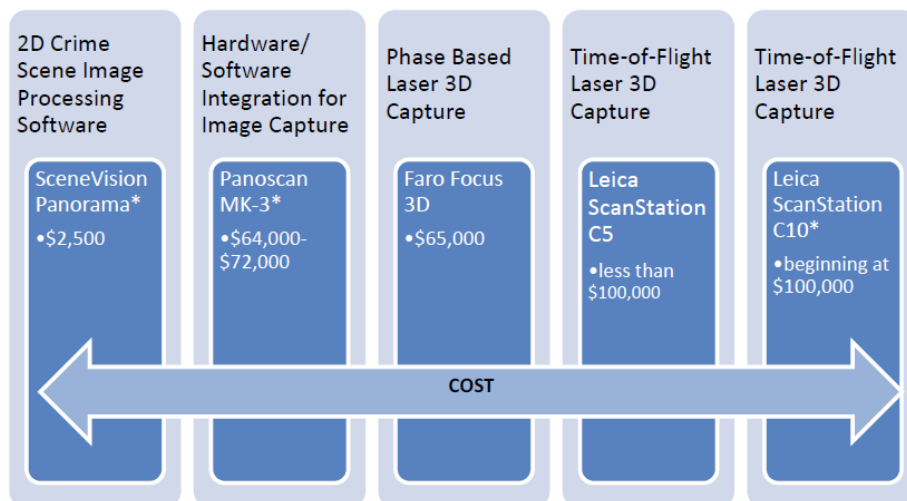 2D Crime
Scene Image
Processing
Software
SceneVision
Panorama*
•$2,500
Hardware/
Software
Integration for
Image Capture
Panoscan
MK-3*
•$64,000-
$72,000
Phase Based
Laser 3D
Capture
Faro Focus
3D
•$65,000
Time-of-Flight
Laser 3D
Capture
Leica
ScanStation
C5
•less than
$100,000
Time-of-Flight
Laser 3D
Capture
Leica
ScanStation
C10*
•beginning at
$100,000
COST